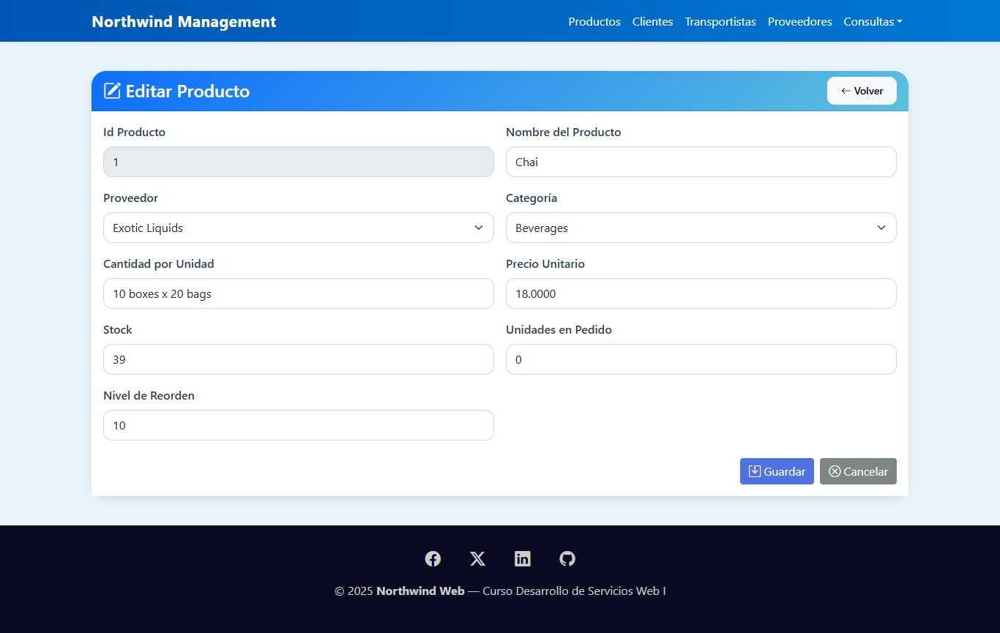 Northwind Management
Productos Clientes Transportistas Proveedores Consultas
Editar Producto
← Volver
Id Producto
Nombre del Producto
1
Chai
Proveedor
Categoría
Exotic Liquids
Beverages
Cantidad por Unidad
Precio Unitario
10 boxes x 20 bags
18.0000
Stock
Unidades en Pedido
39
0
Nivel de Reorden
10
Guardar
Cancelar
© 2025 Northwind Web — Curso Desarrollo de Servicios Web I